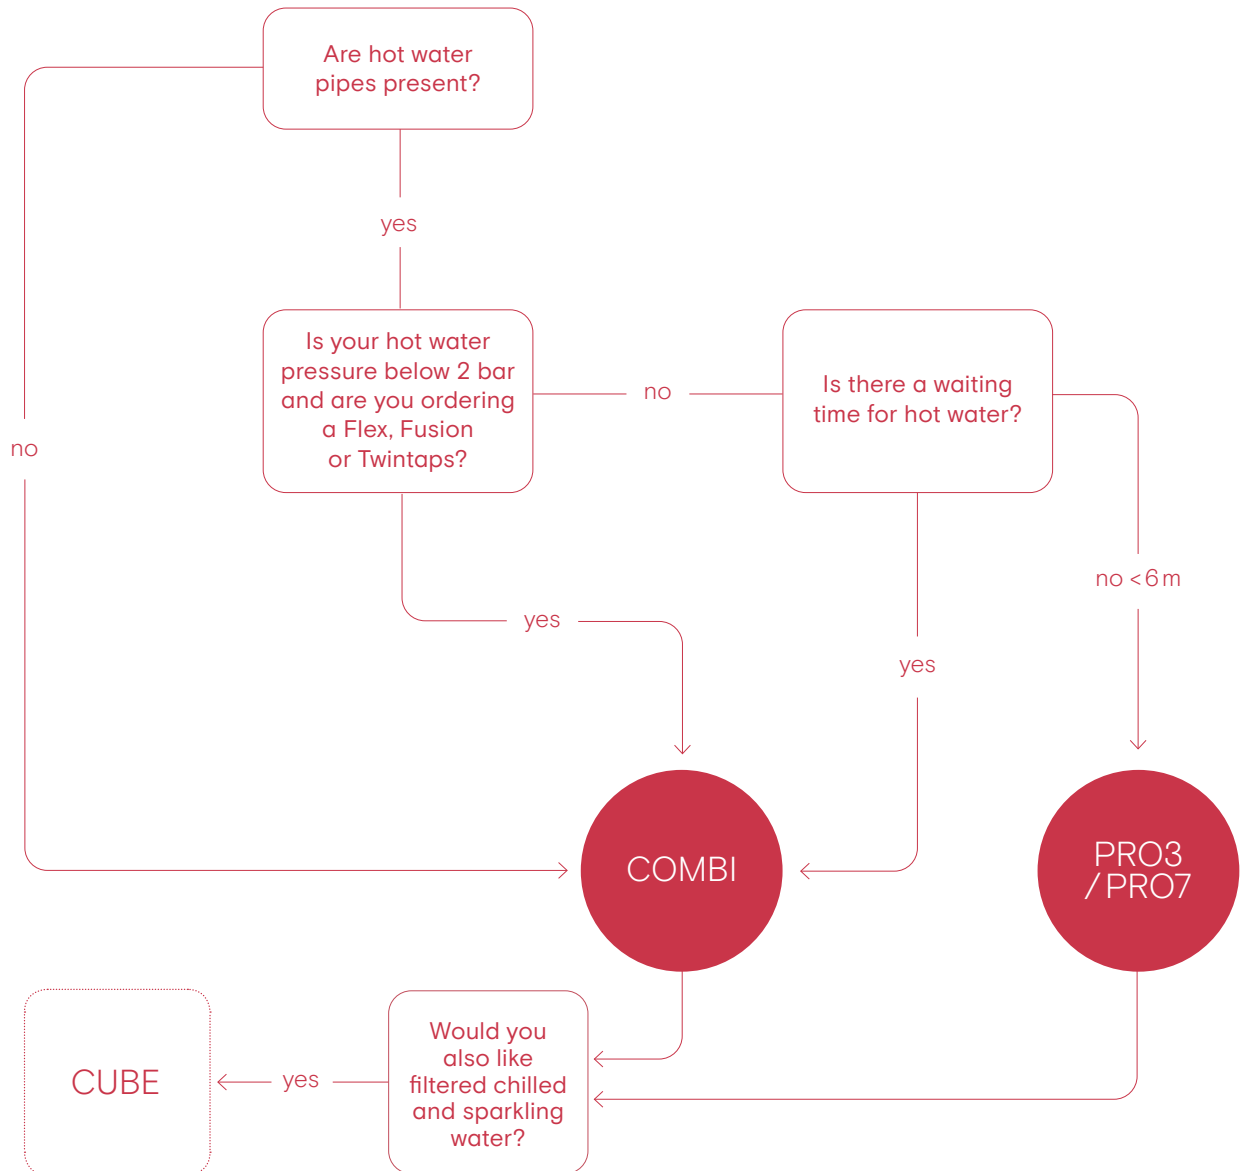 Are hot water
pipes present?
yes
Is your hot water
pressure below 2 bar
and are you ordering
a Flex, Fusion
or Twintaps?
no
Is there a waiting
time for hot water?
no
no <6 m
yes
yes
COMBI
PRO3
/ PRO7
Would you
also like
filtered chilled
and sparkling
water?
yes
CUBE